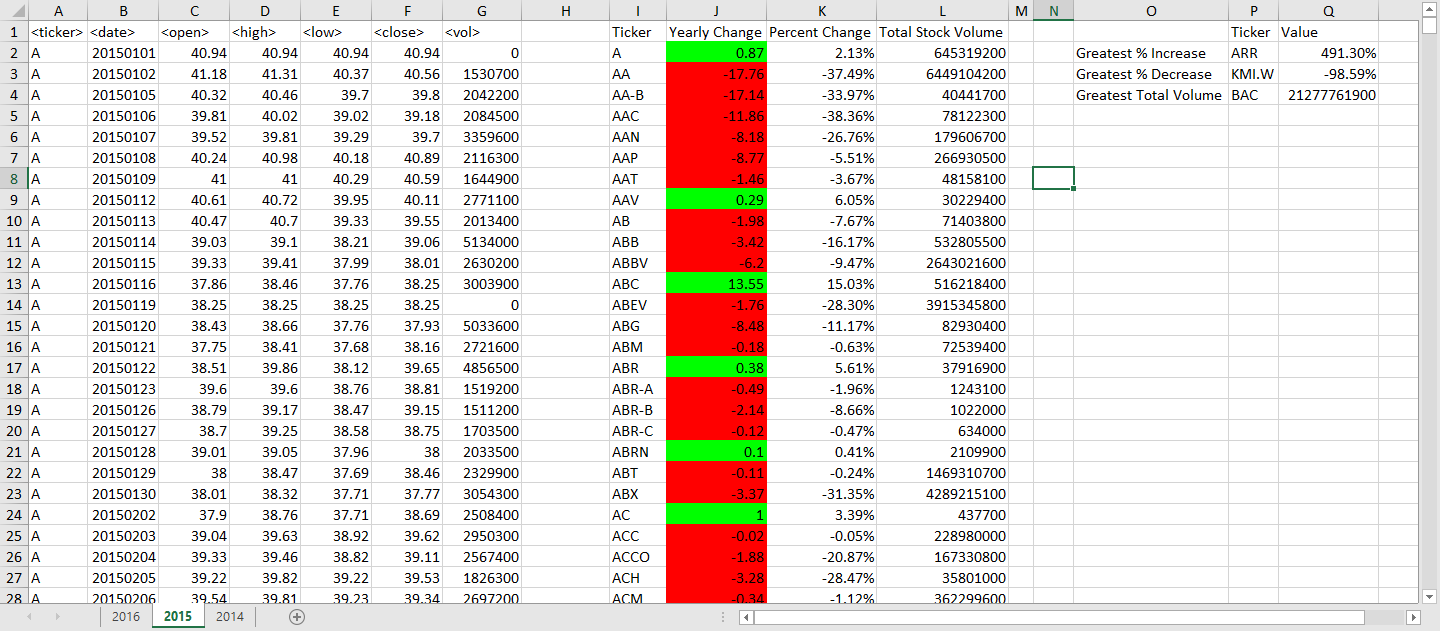 A B C D E F G H I J K L M N O P Q
1 <ticker> <date> <open> <high> <low> <close> <vol> Ticker Yearly Change Percent Change Total Stock Volume Ticker Value
2 A 20150101 40.94 40.94 40.94 40.94 0 A 0.87 2.13% 645319200 Greatest % Increase ARR 491.30%
3 A 20150102 41.18 41.31 40.37 40.56 1530700 AA -17.76 -37.49% 6449104200 Greatest % Decrease KMI.W -98.59%
4 A 20150105 40.32 40.46 39.7 39.8 2042200 AA-B -17.14 -33.97% 40441700 Greatest Total Volume BAC 21277761900
5 A 20150106 39.81 40.02 39.02 39.18 2084500 AAC -11.86 -38.36% 78122300
6 A 20150107 39.52 39.81 39.29 39.7 3359600 AAN -8.18 -26.76% 179606700
7 A 20150108 40.24 40.98 40.18 40.89 2116300 AAP -8.77 -5.51% 266930500
8 A 20150109 41 41 40.29 40.59 1644900 AAT -1.46 -3.67% 48158100
9 A 20150112 40.61 40.72 39.95 40.11 2771100 AAV 0.29 6.05% 30229400
10 A 20150113 40.47 40.7 39.33 39.55 2013400 AB -1.98 -7.67% 71403800
11 A 20150114 39.03 39.1 38.21 39.06 5134000 ABB -3.42 -16.17% 532805500
12 A 20150115 39.33 39.41 37.99 38.01 2630200 ABBV -6.2 -9.47% 2643021600
13 A 20150116 37.86 38.46 37.76 38.25 3003900 ABC 13.55 15.03% 516218400
14 A 20150119 38.25 38.25 38.25 38.25 0 ABEV -1.76 -28.30% 3915345800
15 A 20150120 38.43 38.66 37.76 37.93 5033600 ABG -8.48 -11.17% 82930400
16 A 20150121 37.75 38.41 37.68 38.16 2721600 ABM -0.18 -0.63% 72539400
17 A 20150122 38.51 39.86 38.12 39.65 4856500 ABR 0.38 5.61% 37916900
18 A 20150123 39.6 39.6 38.76 38.81 1519200 ABR-A -0.49 -1.96% 1243100
19 A 20150126 38.79 39.17 38.47 39.15 1511200 ABR-B -2.14 -8.66% 1022000
20 A 20150127 38.7 39.25 38.58 38.75 1703500 ABR-C -0.12 -0.47% 634000
21 A 20150128 39.01 39.05 37.96 38 2033500 ABRN 0.1 0.41% 2109900
22 A 20150129 38 38.47 37.69 38.46 2329900 ABT -0.11 -0.24% 1469310700
23 A 20150130 38.01 38.32 37.71 37.77 3054300 ABX -3.37 -31.35% 4289215100
24 A 20150202 37.9 38.76 37.71 38.69 2508400 AC 1 3.39% 437700
25 A 20150203 39.04 39.63 38.92 39.62 2950300 ACC -0.02 -0.05% 228980000
26 A 20150204 39.33 39.46 38.82 39.11 2567400 ACCO -1.88 -20.87% 167330800
27 A 20150205 39.22 39.82 39.22 39.53 1826300 ACH -3.28 -28.47% 35801000
28 A 20150206 39.54 39.81 39.23 39.34 2697200 ACM -0.34 -1.12% 362299600
2016 2015 2014